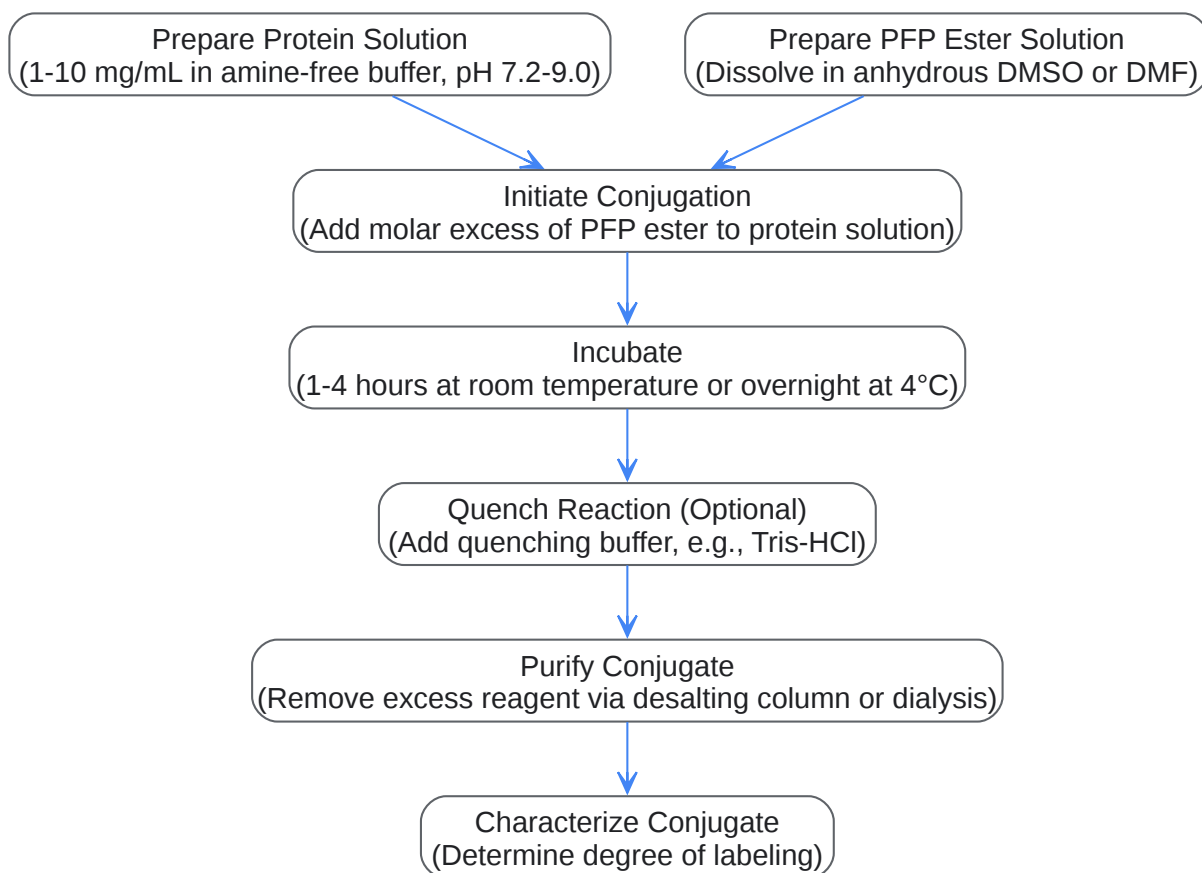 Prepare Protein Solution
(1-10 mg/mL in amine-free buffer, pH 7.2-9.0)
Prepare PFP Ester Solution
(Dissolve in anhydrous DMSO or DMF)
Initiate Conjugation
(Add molar excess of PFP ester to protein solution)
Incubate
(1-4 hours at room temperature or overnight at 4°C)
Quench Reaction (Optional)
(Add quenching buffer, e.g., Tris-HCl)
Purify Conjugate
(Remove excess reagent via desalting column or dialysis)
Characterize Conjugate
(Determine degree of labeling)